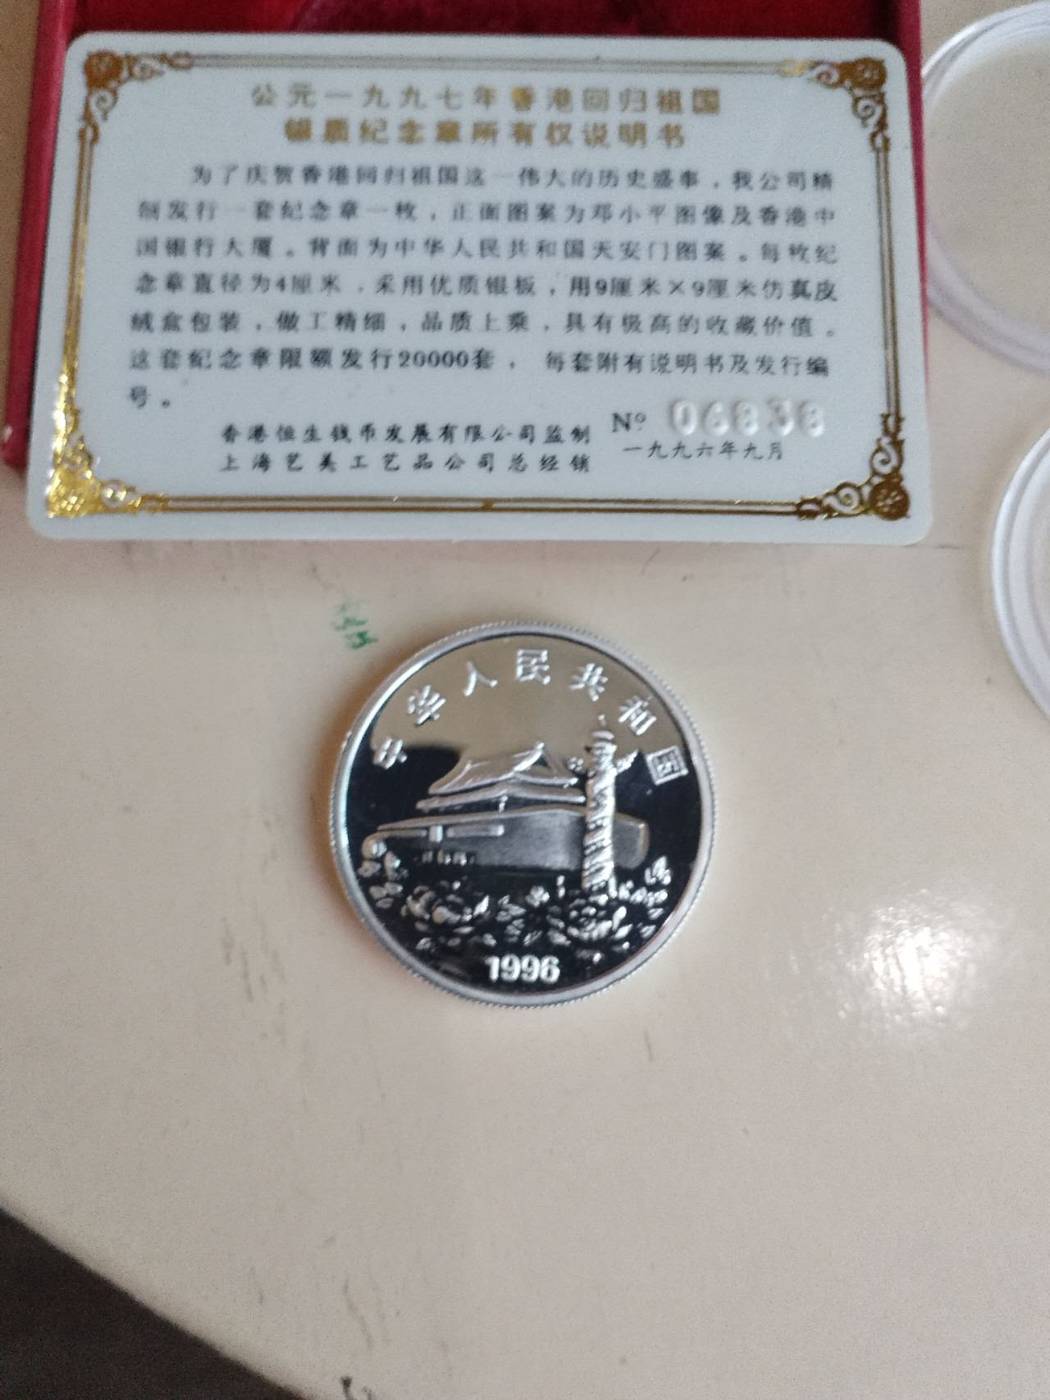 公元一九九七年香港回归祖国
银质纪念章所有权说明书
为了庆贺香港回归祖国这一伟大的历史盛事，我公司精
制发行一套纪念章一枚，正面图案为邓小平图像及香港中
国银行大厦。背面为中华人民共和国天安门图案。每枚纪
念章直径为4厘米．采用优质银板，用9厘米×9厘米仿真皮
绒盒包装，做工精细，品质上乘，具有极高的收藏价值。
这套纪念章限额发行20000套， 每套附有说明书及发行编
号。
Nº 06838
香港恒生钱币发展有限公司监制
一九九六年九月
上海艺美工艺品公司总经销
中华人民共和国
1996